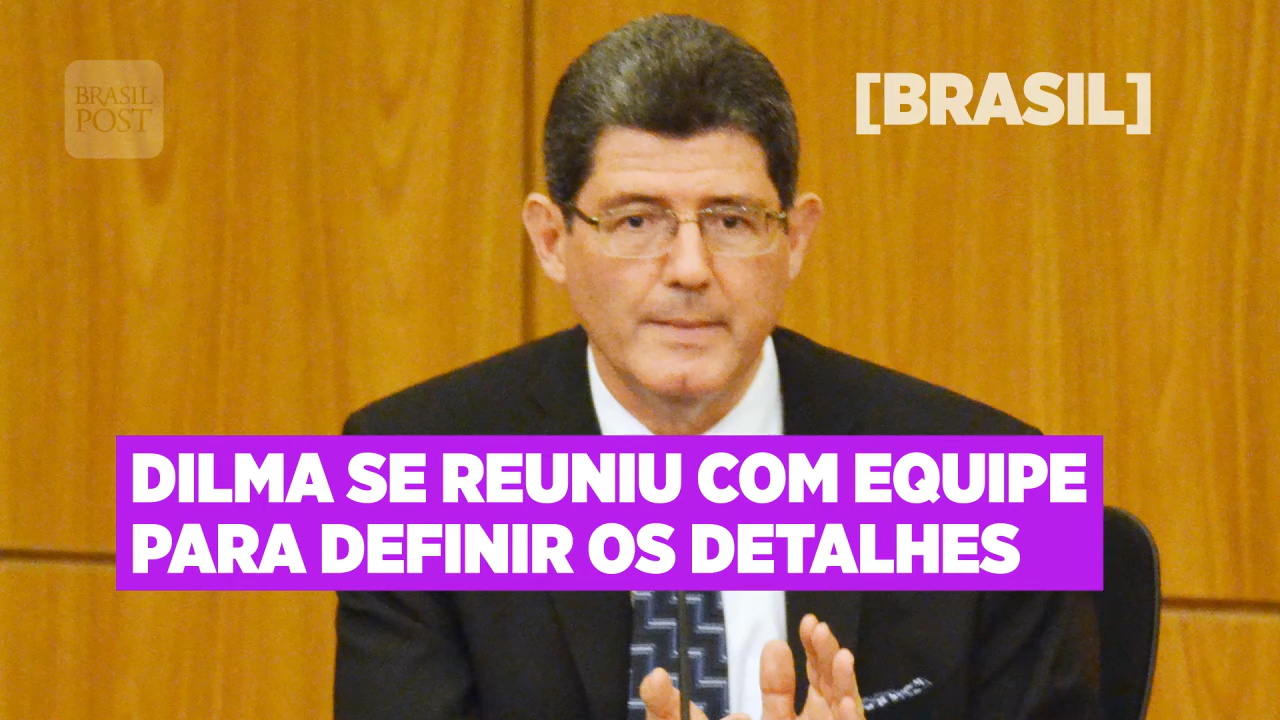 BRASIL
POST
[BRASIL]
DILMA SE REUNIU COM EQUIPE
PARA DEFINIR OS DETALHES